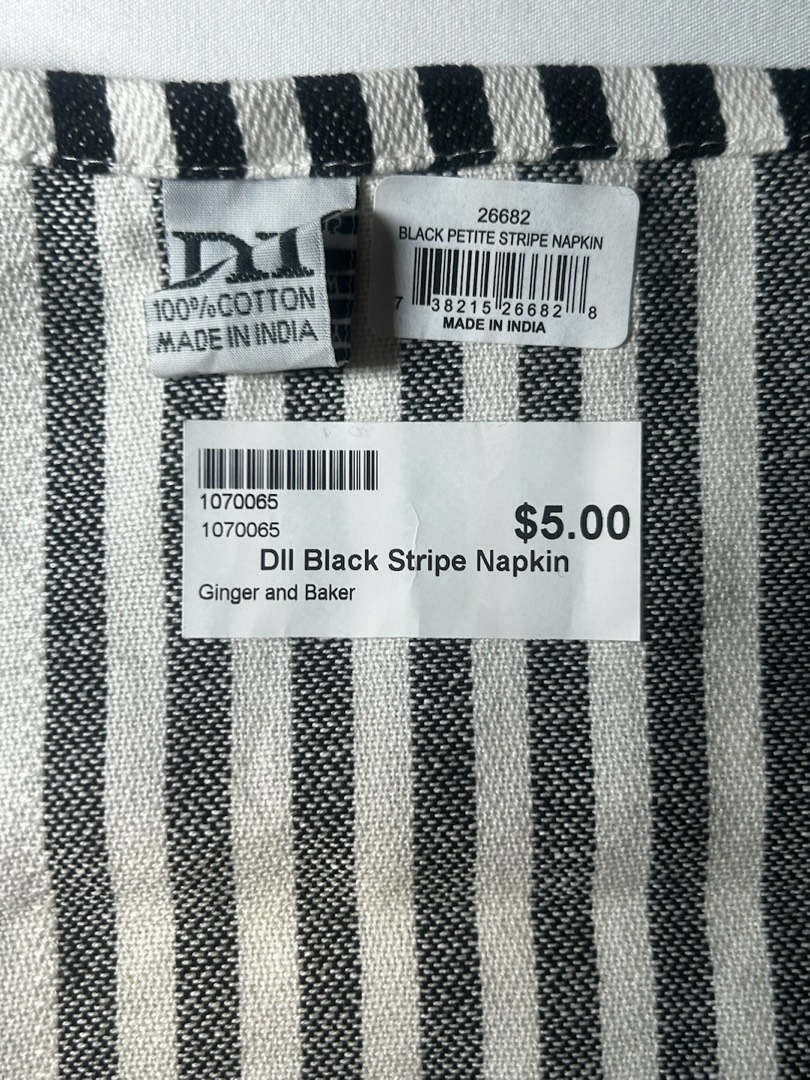 DII
100% COTTON
MADE IN INDIA
26682
BLACK PETITE STRIPE NAPKIN
7 38215 26682 8
MADE IN INDIA
1070065
1070065
$5.00
DII Black Stripe Napkin
Ginger and Baker